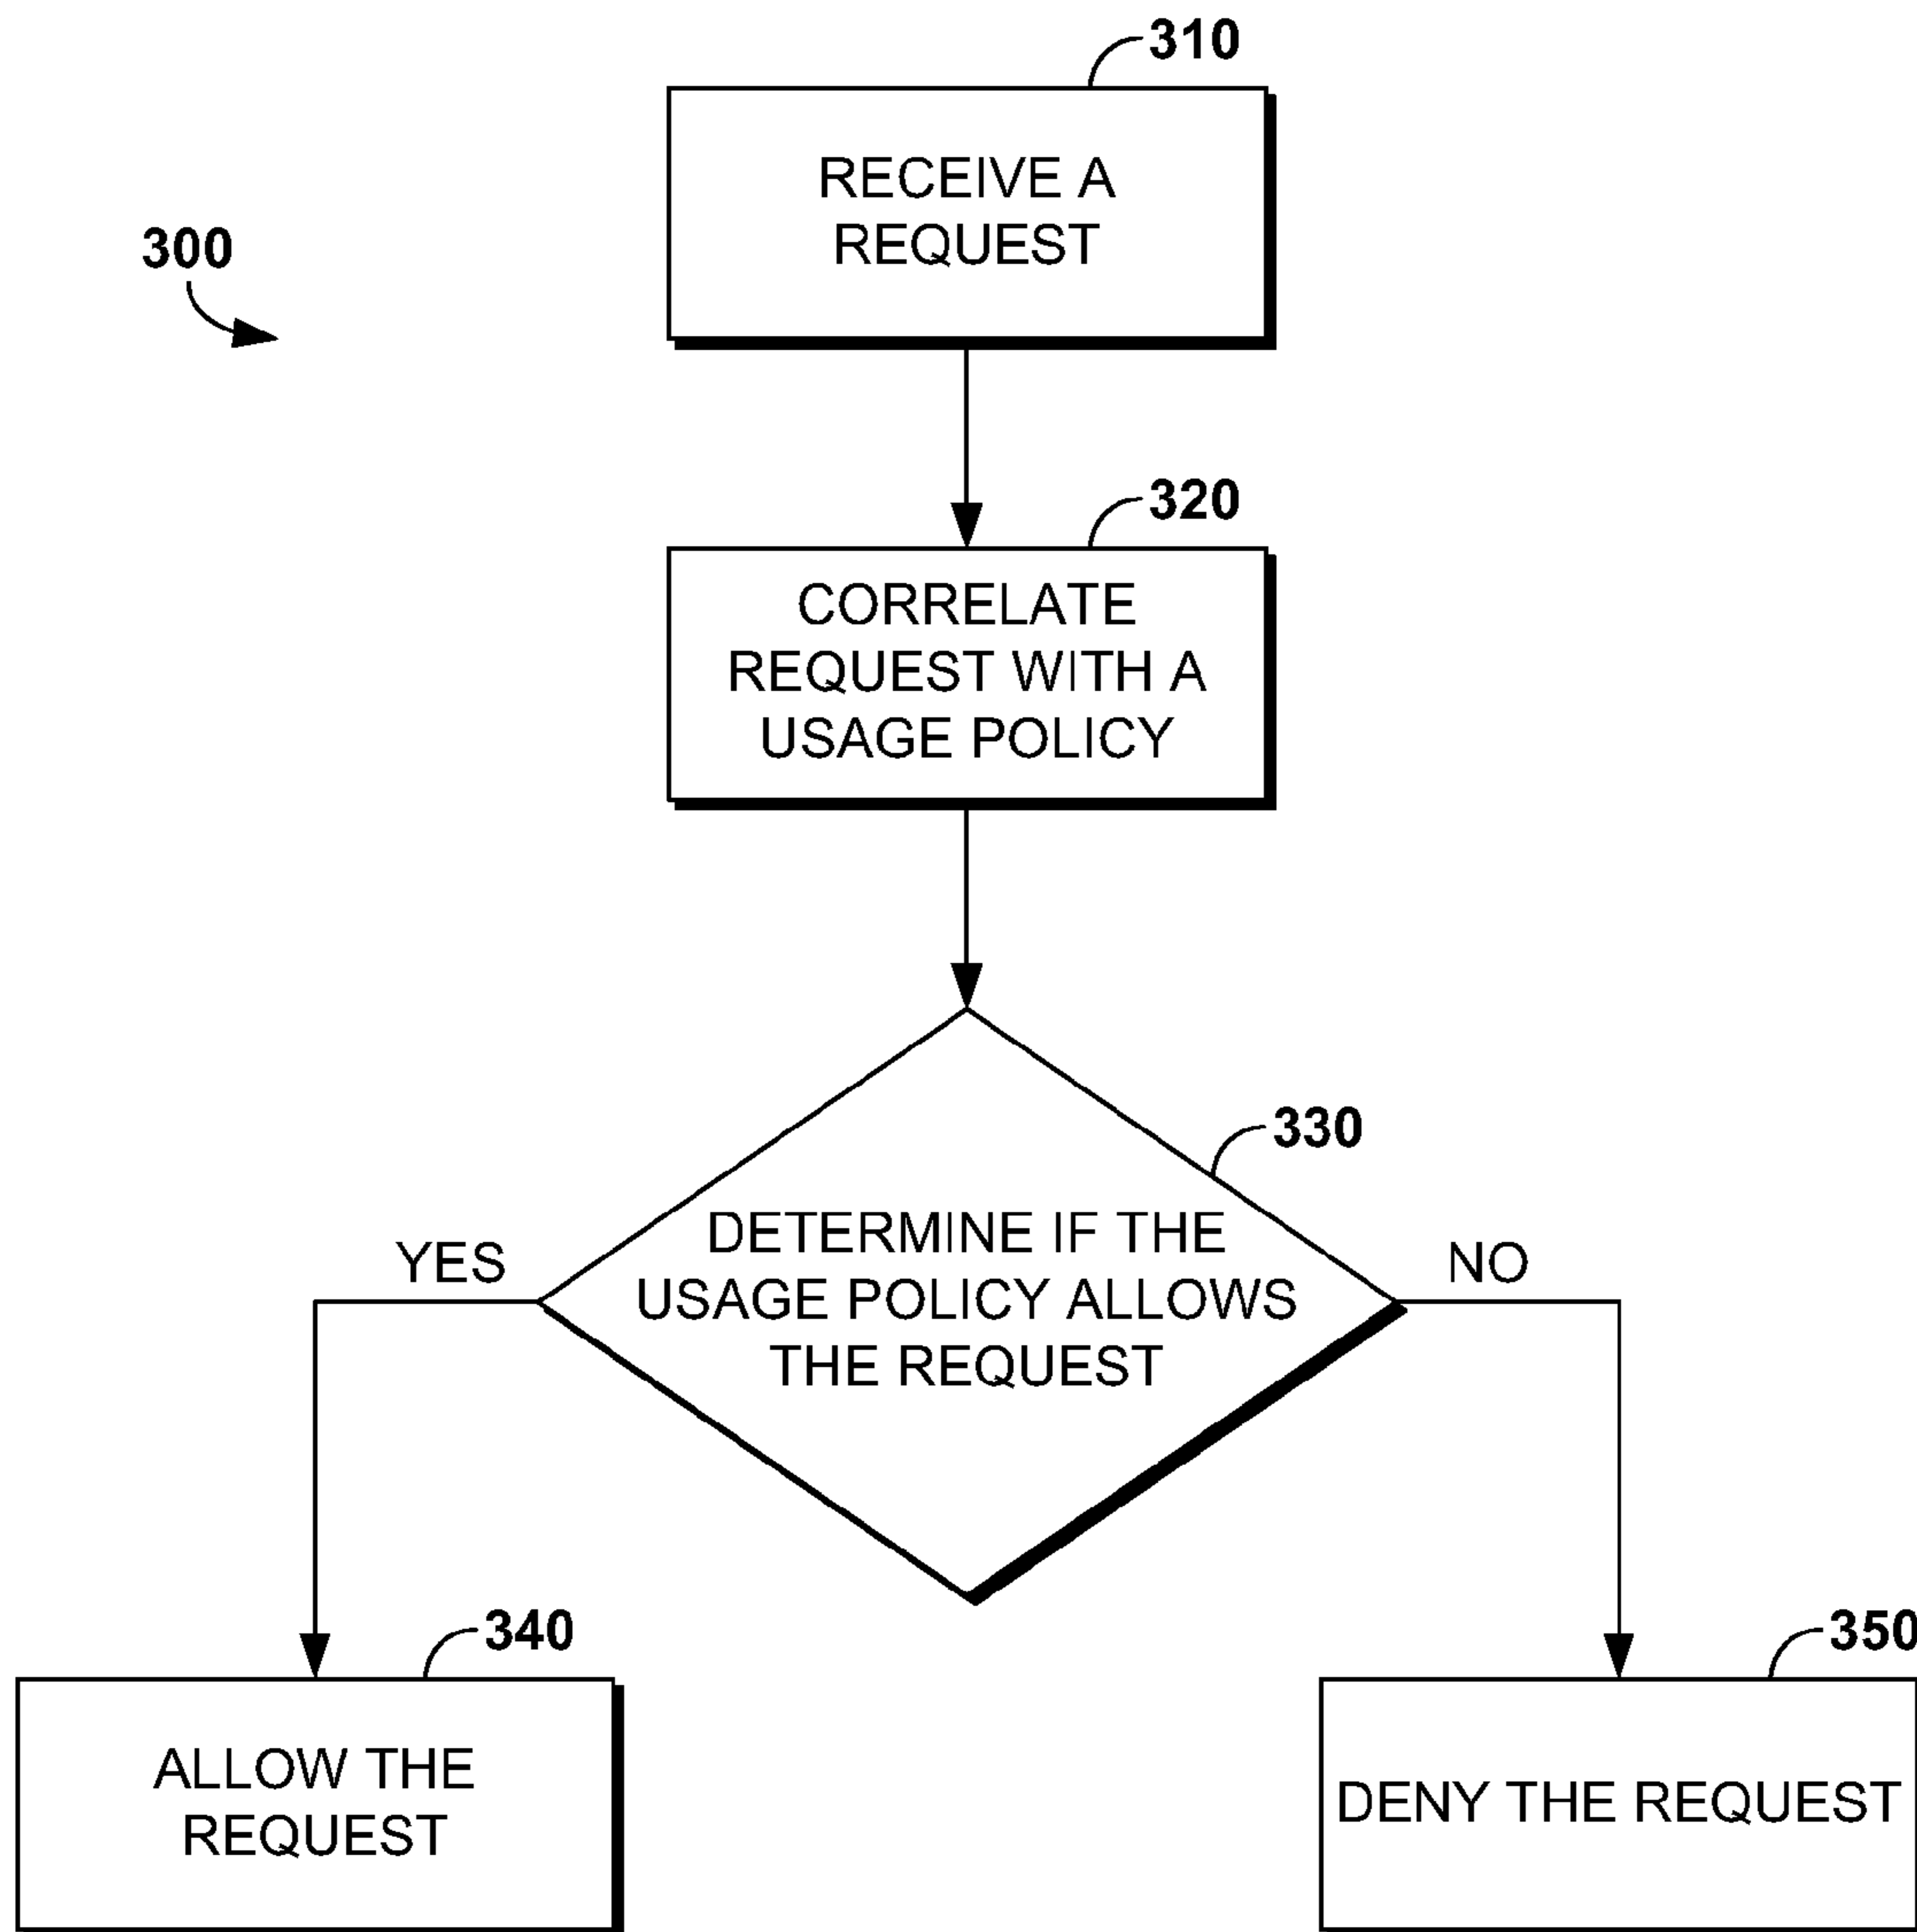 310
RECEIVE A
REQUEST
300
320
CORRELATE
REQUEST WITH A
USAGE POLICY
330
DETERMINE IF THE
USAGE POLICY ALLOWS
THE REQUEST
YES
NO
340
ALLOW THE
REQUEST
350
DENY THE REQUEST